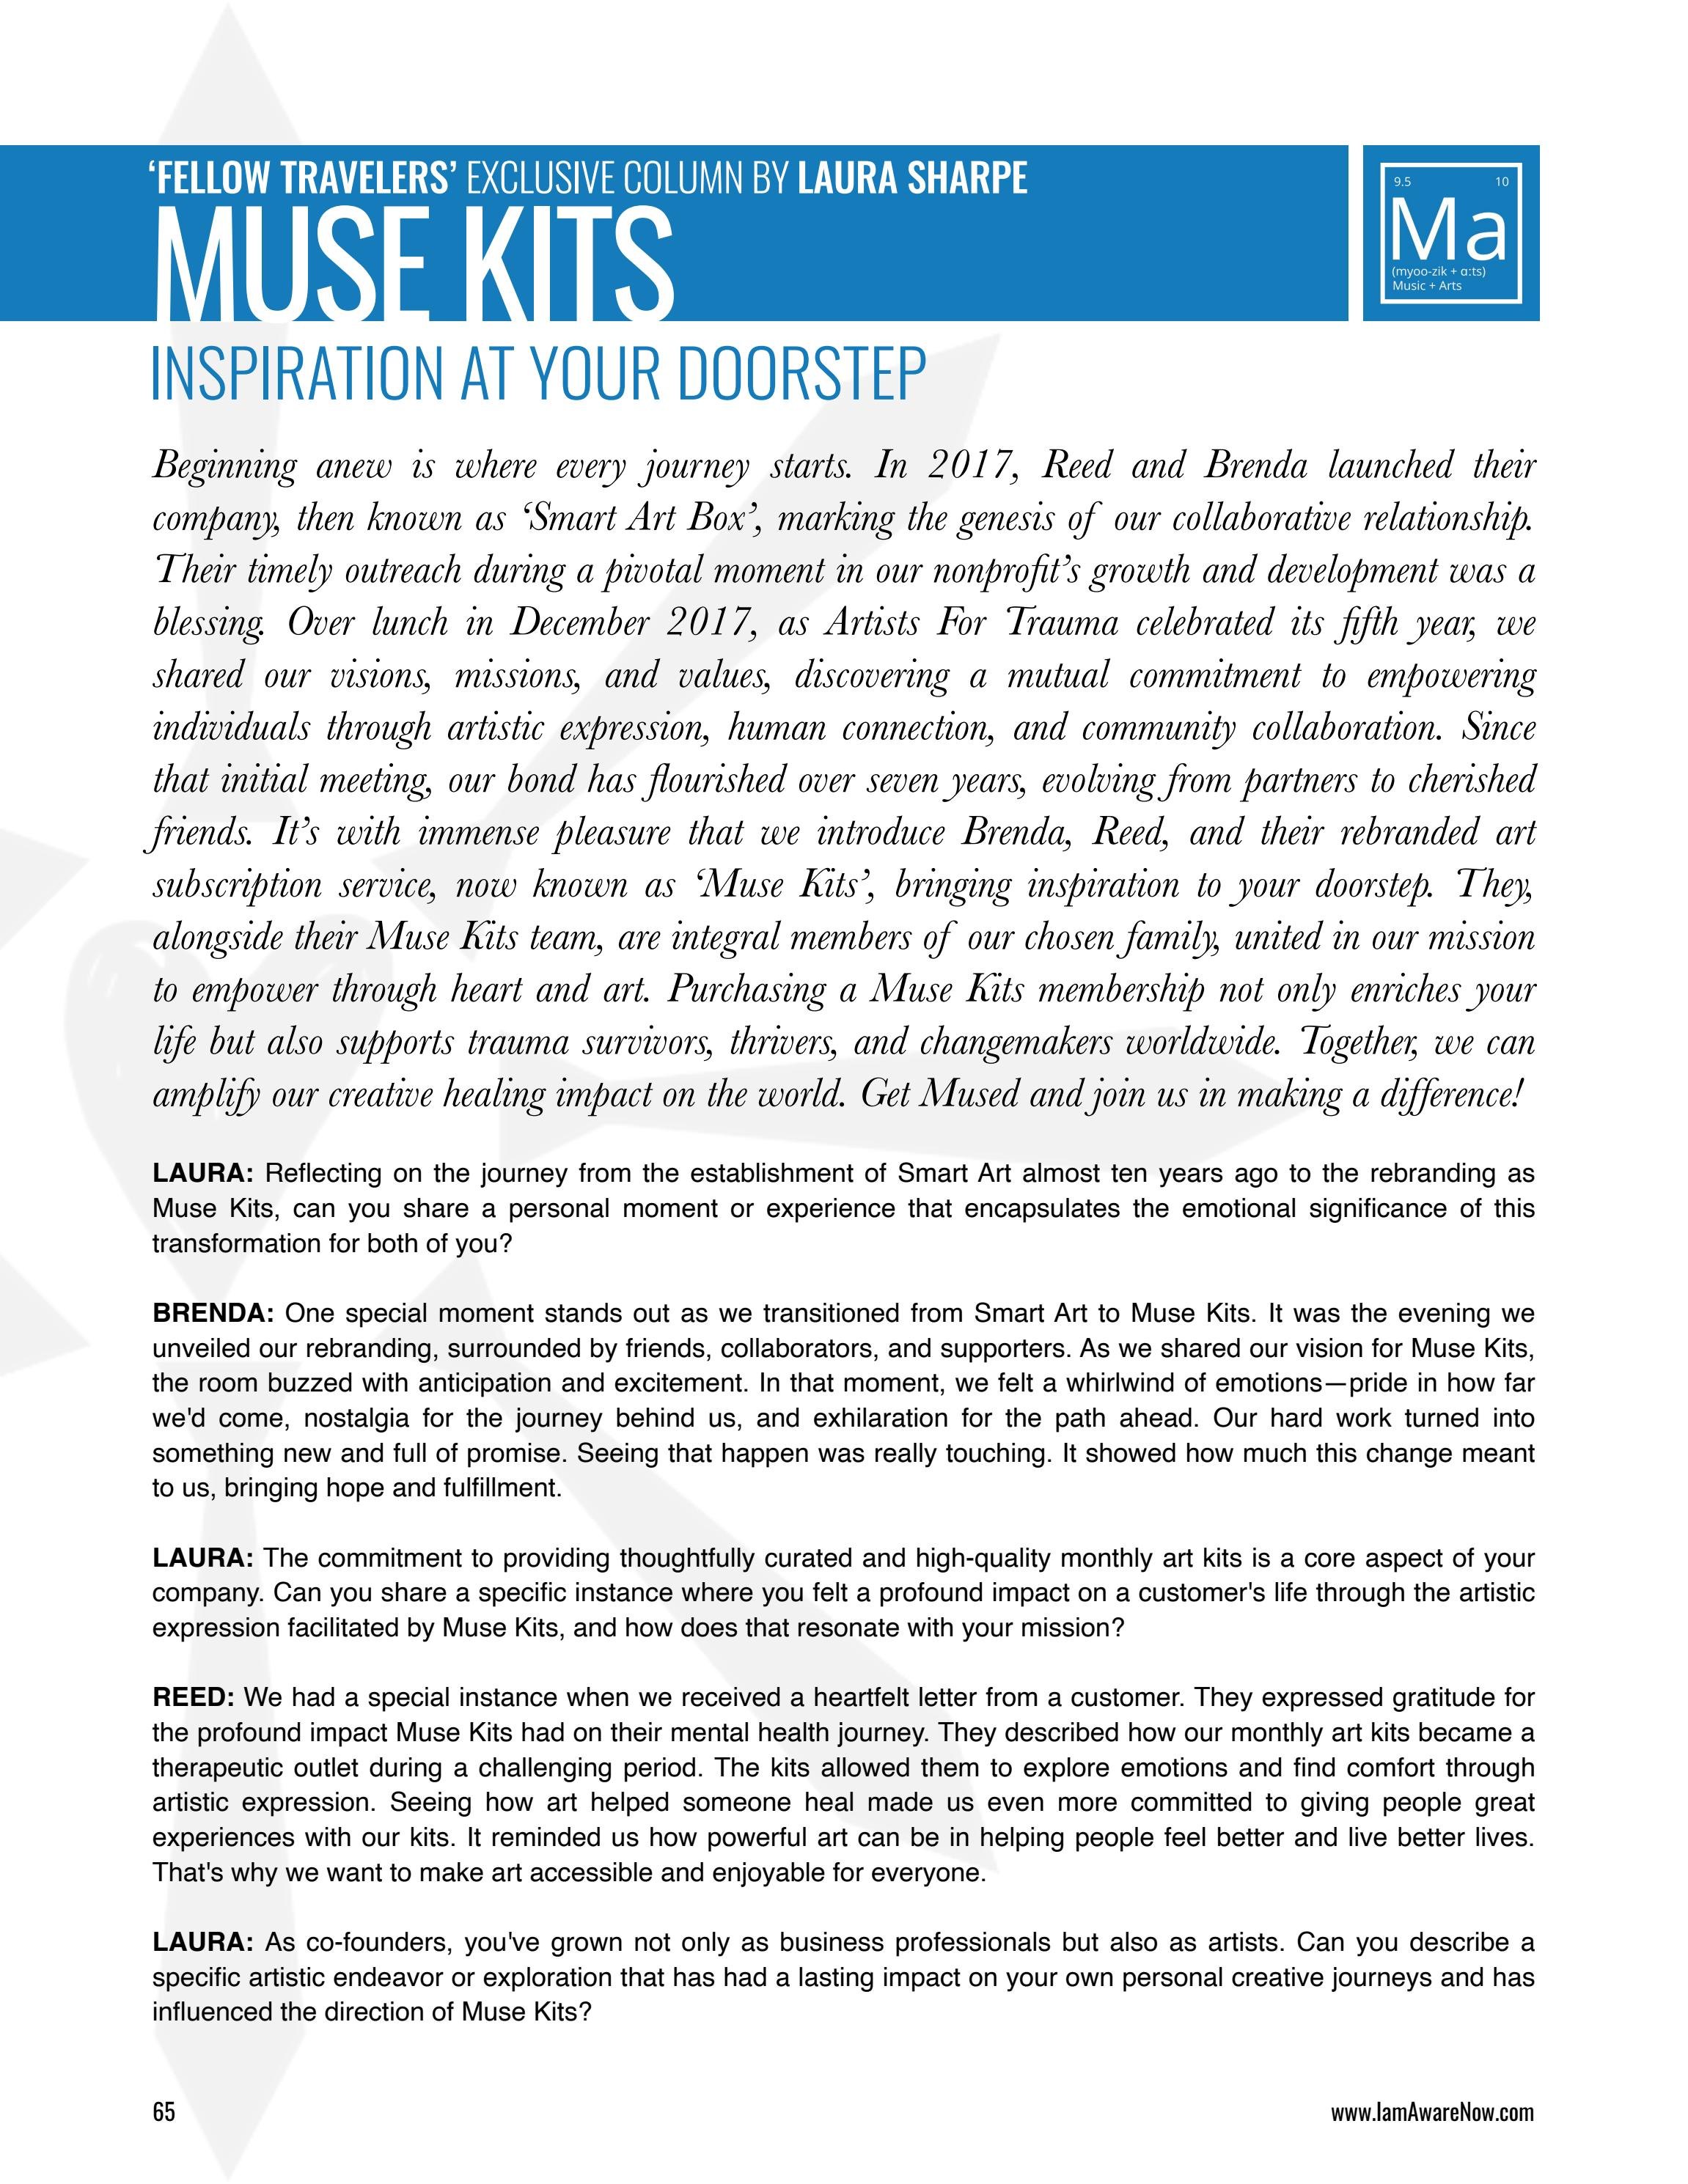 ‘FELLOW TRAVELERS’ EXCLUSIVE COLUMN BY LAURA SHARPE
MUSE KITS
INSPIRATION AT YOUR DOORSTEP
9.5 10
Ma
(myoo-zik + ɑ:ts)
Music + Arts
Beginning anew is where every journey starts. In 2017, Reed and Brenda launched their
company, then known as ‘Smart Art Box’, marking the genesis of our collaborative relationship.
Their timely outreach during a pivotal moment in our nonprofit’s growth and development was a
blessing. Over lunch in December 2017, as Artists For Trauma celebrated its fifth year, we
shared our visions, missions, and values, discovering a mutual commitment to empowering
individuals through artistic expression, human connection, and community collaboration. Since
that initial meeting, our bond has flourished over seven years, evolving from partners to cherished
friends. It’s with immense pleasure that we introduce Brenda, Reed, and their rebranded art
subscription service, now known as ‘Muse Kits’, bringing inspiration to your doorstep. They,
alongside their Muse Kits team, are integral members of our chosen family, united in our mission
to empower through heart and art. Purchasing a Muse Kits membership not only enriches your
life but also supports trauma survivors, thrivers, and changemakers worldwide. Together, we can
amplify our creative healing impact on the world. Get Mused and join us in making a difference!
LAURA: Reflecting on the journey from the establishment of Smart Art almost ten years ago to the rebranding as
Muse Kits, can you share a personal moment or experience that encapsulates the emotional significance of this
transformation for both of you?
BRENDA: One special moment stands out as we transitioned from Smart Art to Muse Kits. It was the evening we
unveiled our rebranding, surrounded by friends, collaborators, and supporters. As we shared our vision for Muse Kits,
the room buzzed with anticipation and excitement. In that moment, we felt a whirlwind of emotions—pride in how far
we'd come, nostalgia for the journey behind us, and exhilaration for the path ahead. Our hard work turned into
something new and full of promise. Seeing that happen was really touching. It showed how much this change meant
to us, bringing hope and fulfillment.
LAURA: The commitment to providing thoughtfully curated and high-quality monthly art kits is a core aspect of your
company. Can you share a specific instance where you felt a profound impact on a customer's life through the artistic
expression facilitated by Muse Kits, and how does that resonate with your mission?
REED: We had a special instance when we received a heartfelt letter from a customer. They expressed gratitude for
the profound impact Muse Kits had on their mental health journey. They described how our monthly art kits became a
therapeutic outlet during a challenging period. The kits allowed them to explore emotions and find comfort through
artistic expression. Seeing how art helped someone heal made us even more committed to giving people great
experiences with our kits. It reminded us how powerful art can be in helping people feel better and live better lives.
That's why we want to make art accessible and enjoyable for everyone.
LAURA: As co-founders, you've grown not only as business professionals but also as artists. Can you describe a
specific artistic endeavor or exploration that has had a lasting impact on your own personal creative journeys and has
influenced the direction of Muse Kits?
65 www.IamAwareNow.com